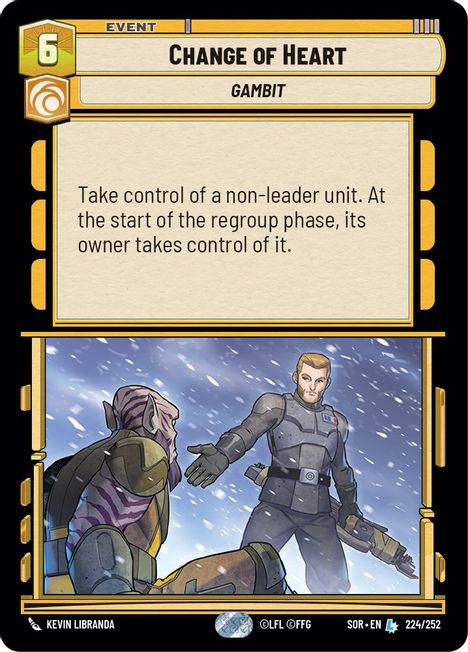 EVENT
6
CHANGE OF HEART
GAMBIT
Take control of a non-leader unit. At
the start of the regroup phase, its
owner takes control of it.
KEVIN LIBRANDA
©LFL ©FFG
SOR • EN
L
224/252